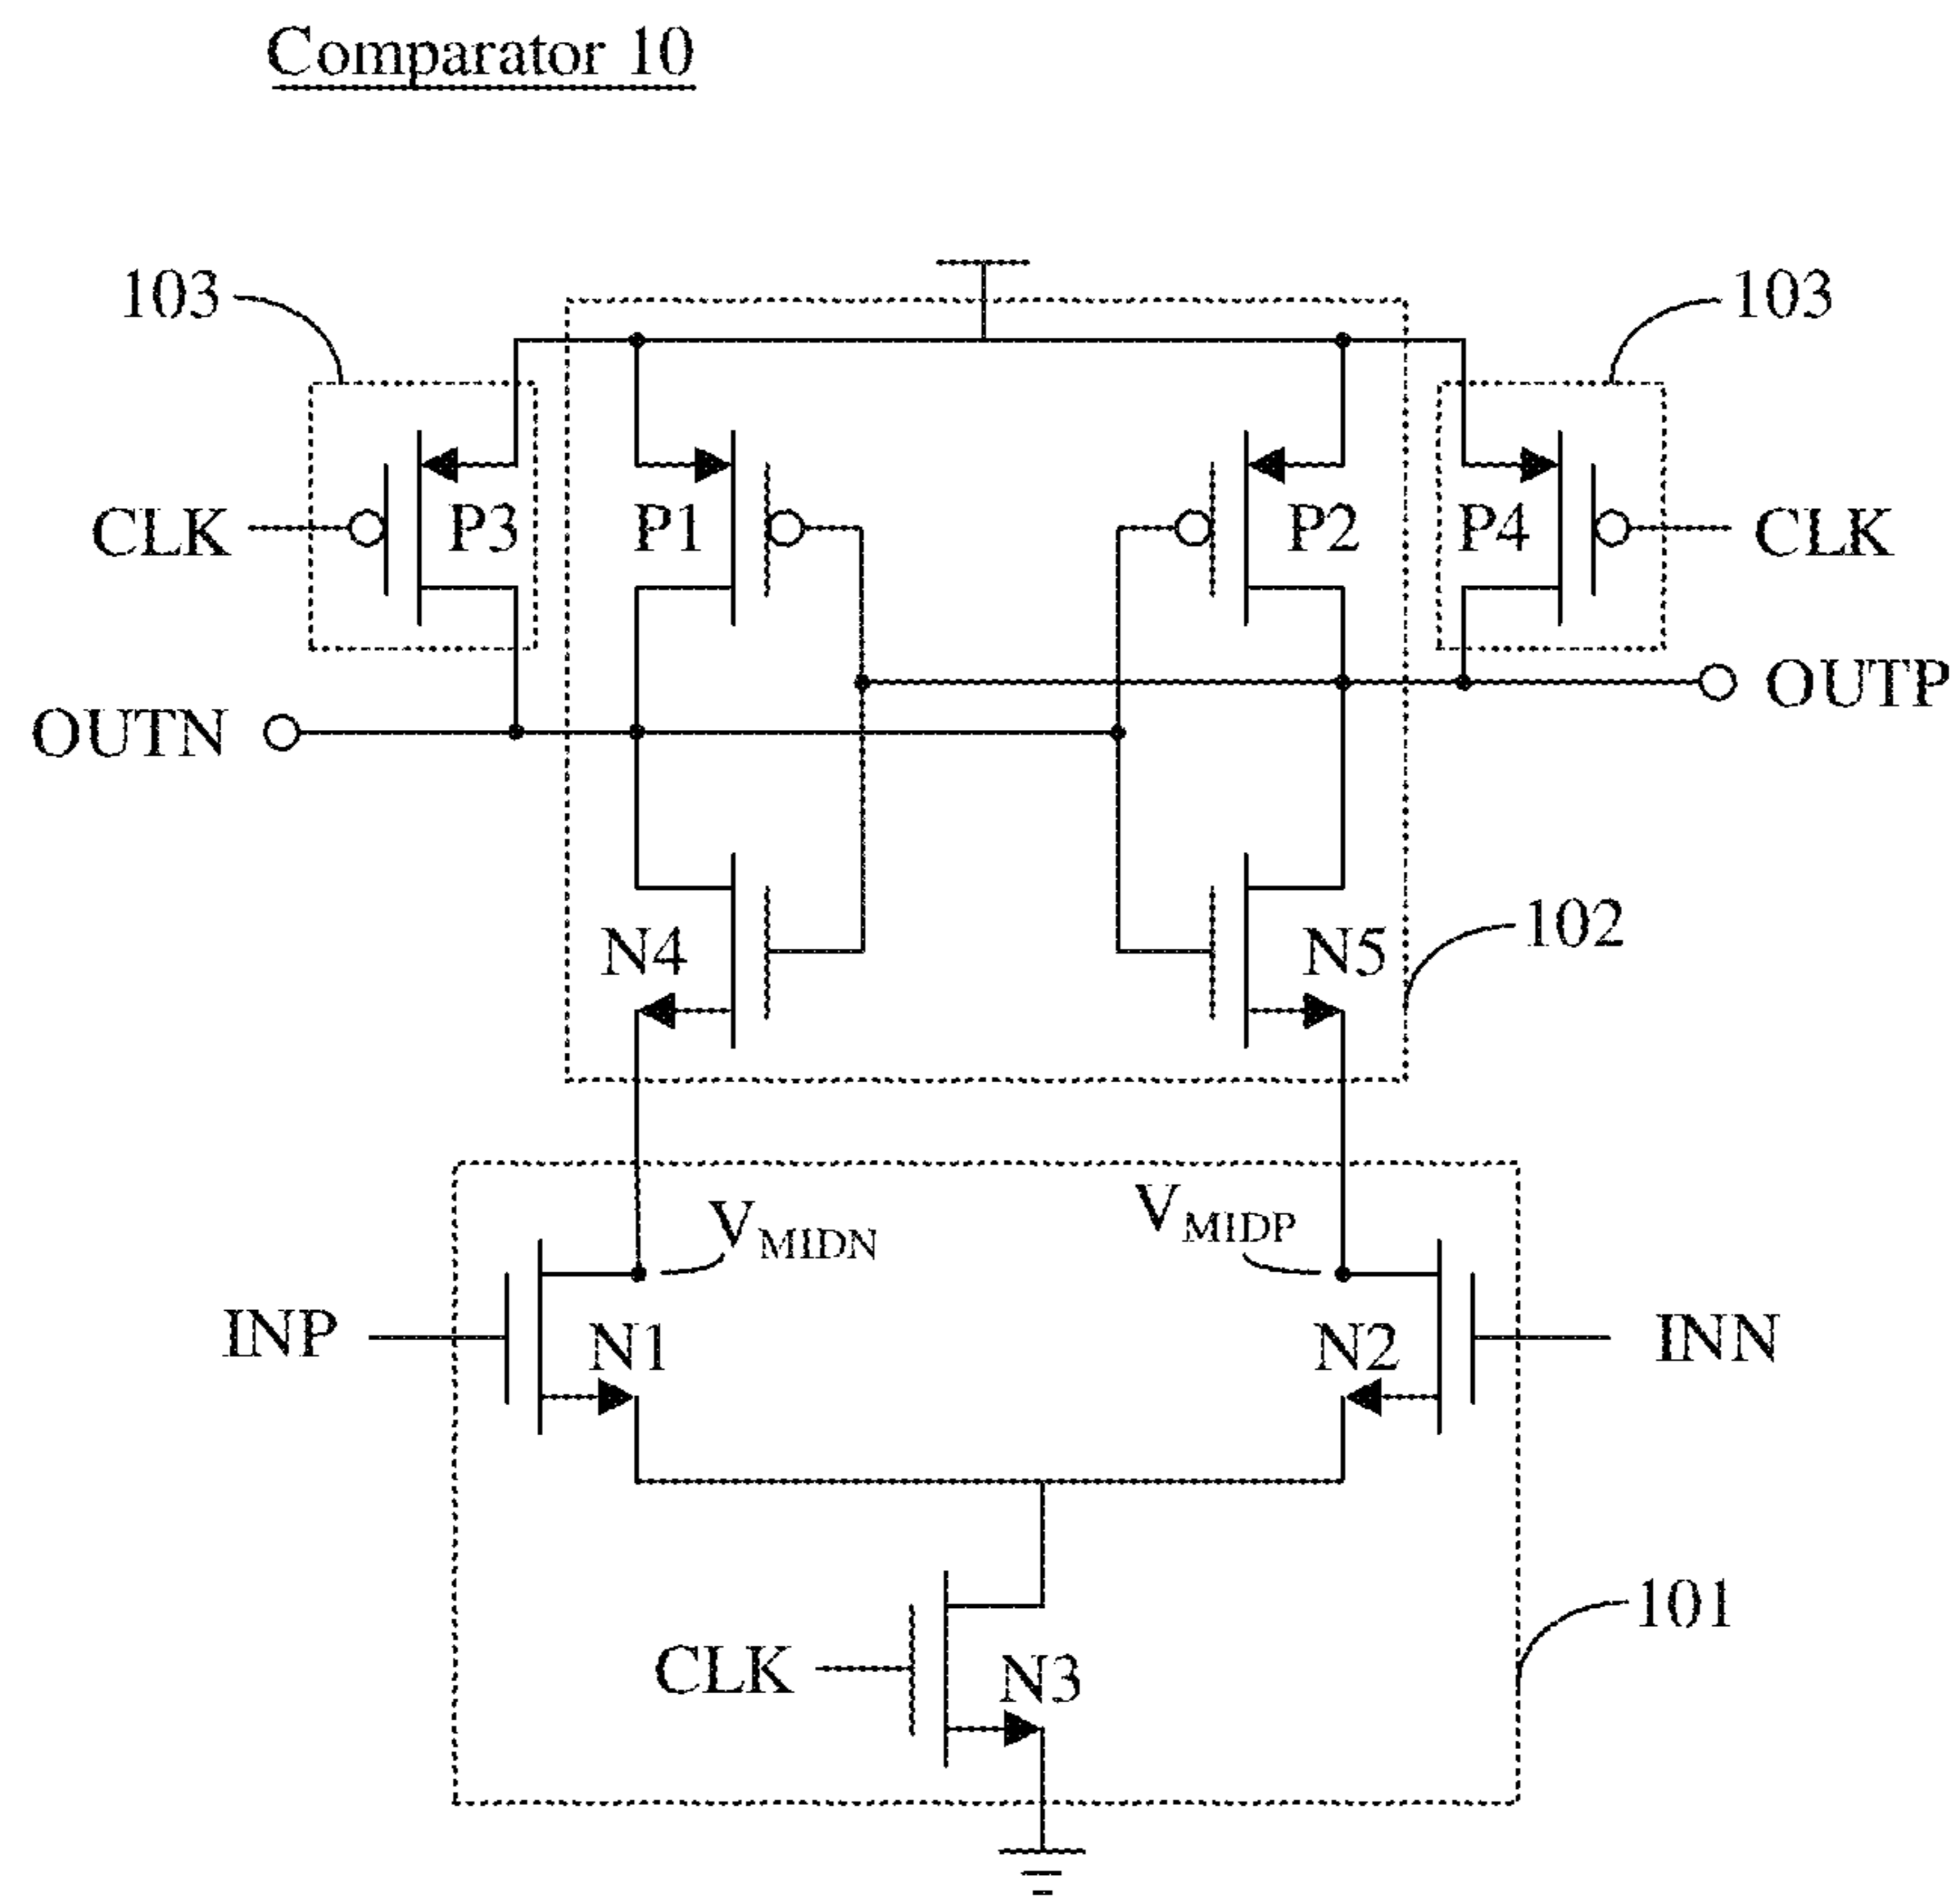 Comparator 10
103
103
CLK
P3
P1
P2
P4
CLK
OUTN
OUTP
N4
N5
102
VMIDN
VMIDP
INP
N1
N2
INN
101
CLK
N3